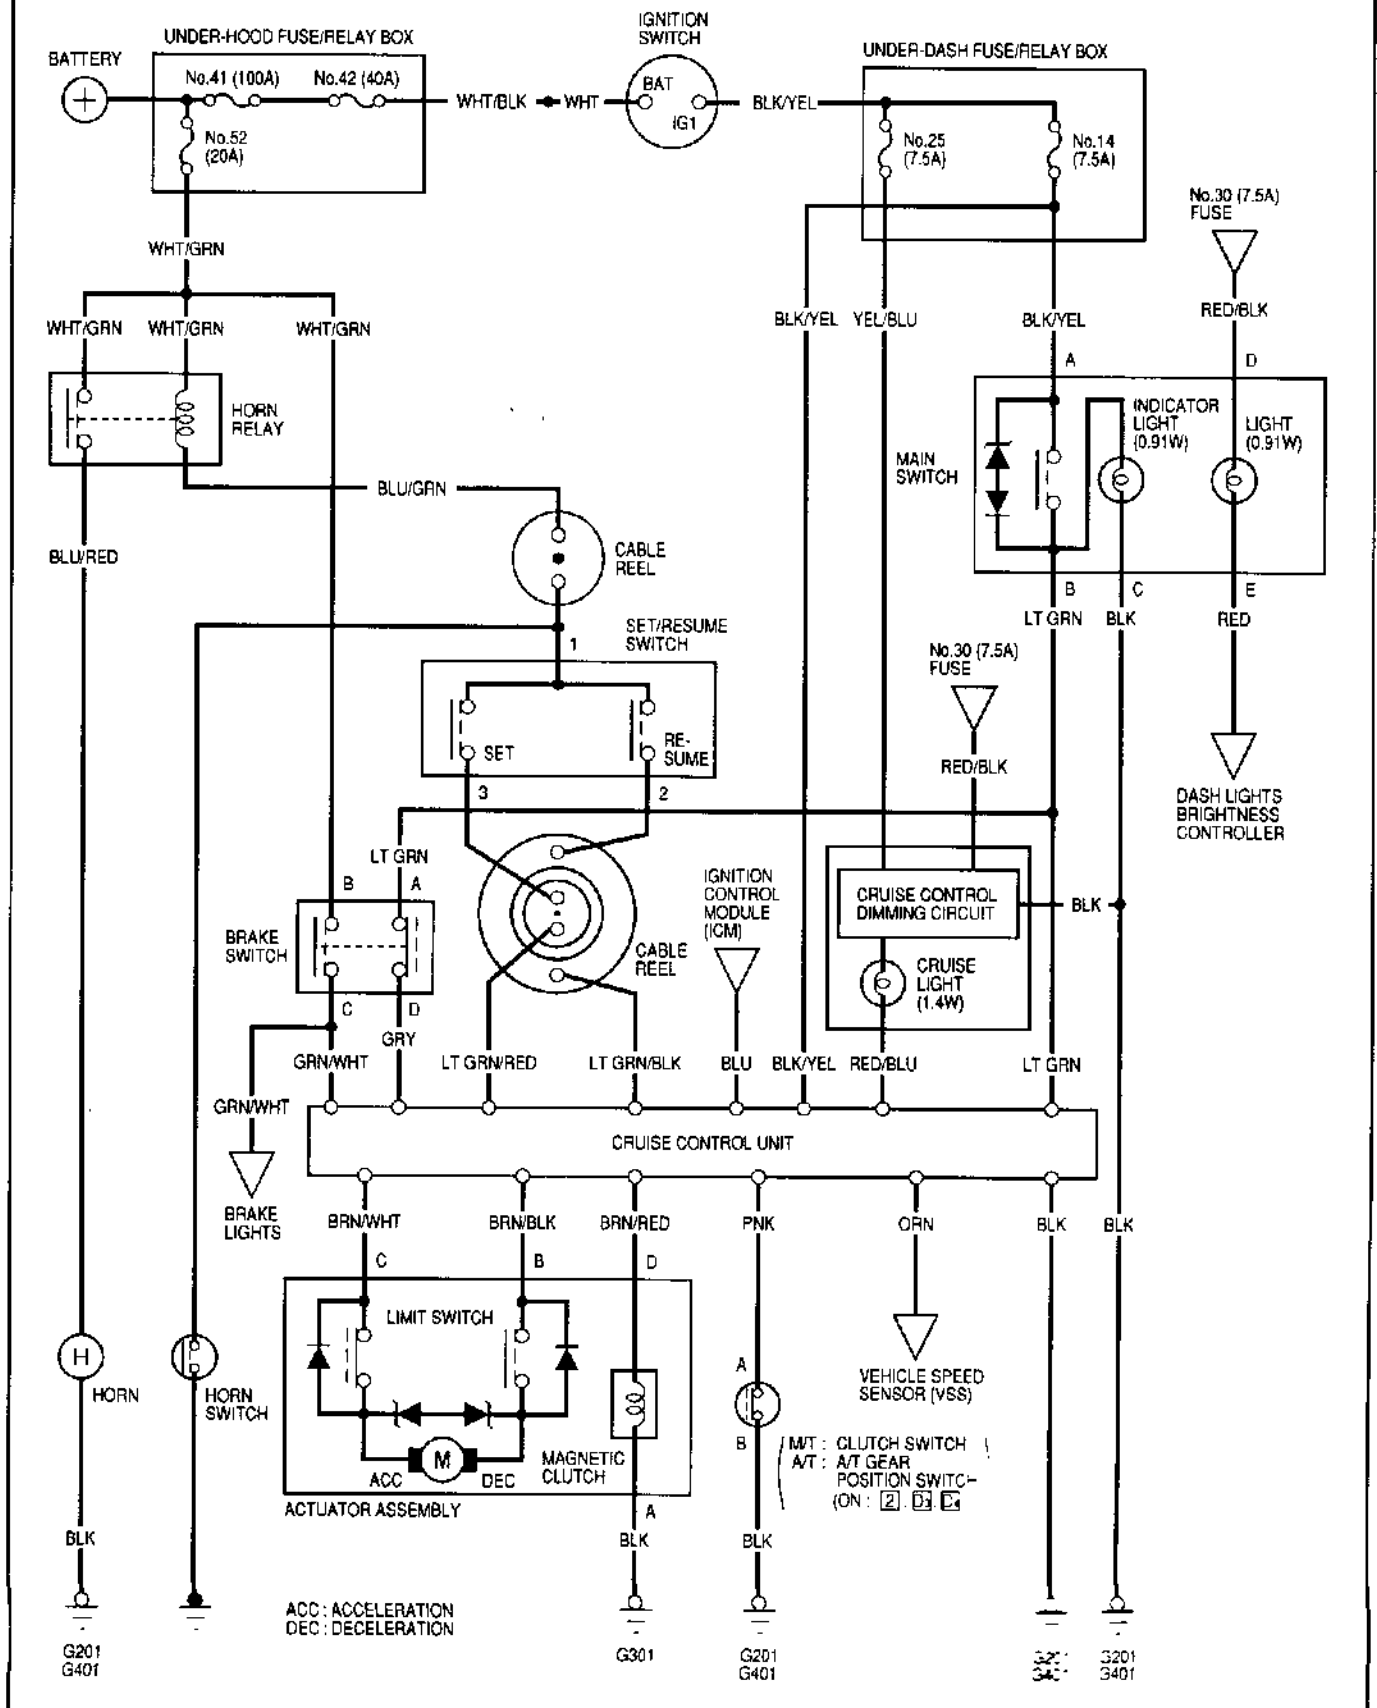 UNDER-HOOD FUSE/RELAY BOX
IGNITION
SWITCH
UNDER-DASH FUSE/RELAY BOX
BATTERY
No.41 (100A)
No.42 (40A)
WHT/BLK
WHT
BAT
IG1
BLK/YEL
No.52
(20A)
No.25
(7.5A)
No.14
(7.5A)
No.30 (7.5A)
FUSE
WHT/GRN
WHT/GRN
WHT/GRN
WHT/GRN
BLK/YEL
YEL/BLU
BLK/YEL
RED/BLK
A
D
HORN
RELAY
INDICATOR
LIGHT
(0.91W)
LIGHT
(0.91W)
MAIN
SWITCH
BLU/GRN
BLU/RED
CABLE
REEL
B
C
E
LT GRN
BLK
RED
SET/RESUME
SWITCH
1
No.30 (7.5A)
FUSE
SET
RE-
SUME
RED/BLK
3
2
DASH LIGHTS
BRIGHTNESS
CONTROLLER
LT GRN
B
A
IGNITION
CONTROL
MODULE
(ICM)
CRUISE CONTROL
DIMMING CIRCUIT
BLK
BRAKE
SWITCH
CABLE
REEL
CRUISE
LIGHT
(1.4W)
C
D
GRY
GRN/WHT
LT GRN/RED
LT GRN/BLK
BLU
BLK/YEL
RED/BLU
LT GRN
GRN/WHT
CRUISE CONTROL UNIT
BRAKE
LIGHTS
BRN/WHT
BRN/BLK
BRN/RED
PNK
ORN
BLK
BLK
C
B
D
LIMIT SWITCH
H
HORN
HORN
SWITCH
A
B
VEHICLE SPEED
SENSOR (VSS)
M
ACC
DEC
MAGNETIC
CLUTCH
M/T : CLUTCH SWITCH
A/T : A/T GEAR
POSITION SWITCH
(ON : 2 . D3 . D4
ACTUATOR ASSEMBLY
A
BLK
BLK
BLK
ACC : ACCELERATION
DEC : DECELERATION
G201
G401
G301
G201
G401
G201
G401